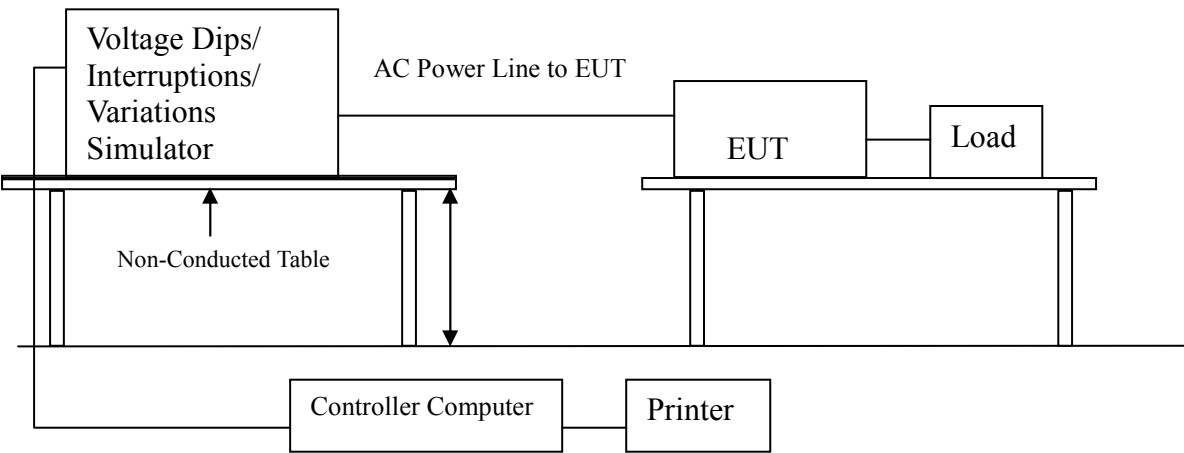 Voltage Dips/
Interruptions/
Variations
Simulator
AC Power Line to EUT
EUT
Load
Non-Conducted Table
Controller Computer
Printer